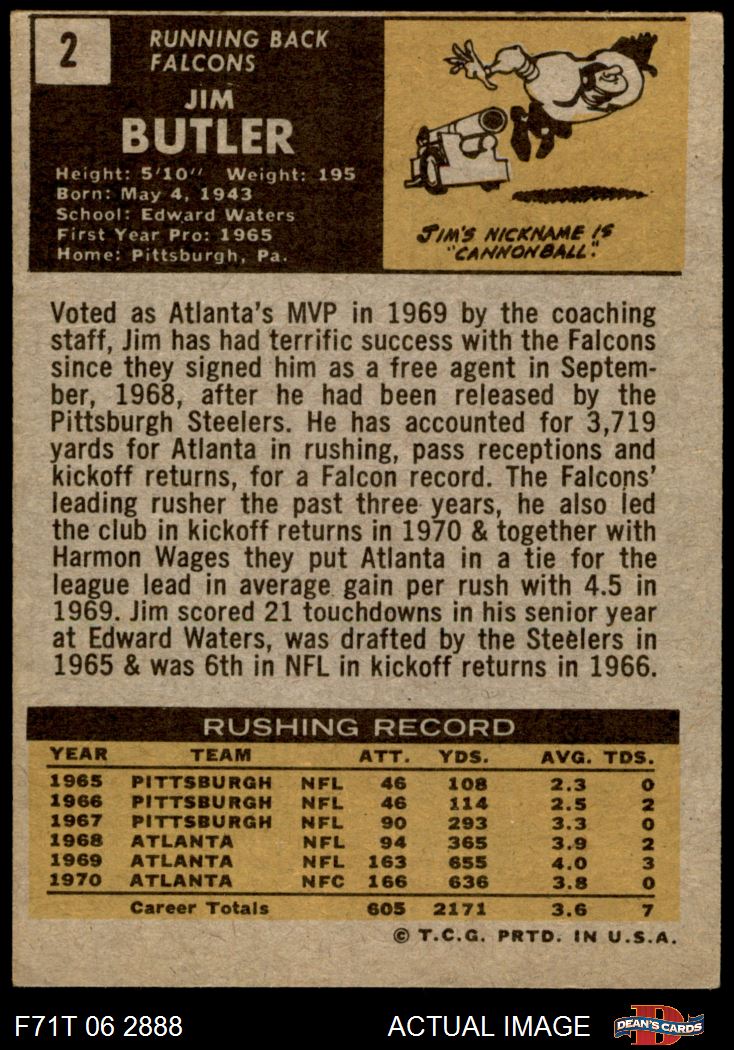 2
RUNNING BACK
FALCONS
JIM
BUTLER
Height: 5'10" Weight: 195
Born: May 4, 1943
School: Edward Waters
First Year Pro: 1965
Home: Pittsburgh, Pa.
JIM'S NICKNAME IS
"CANNONBALL."
Voted as Atlanta's MVP in 1969 by the coaching
staff, Jim has had terrific success with the Falcons
since they signed him as a free agent in Septem-
ber, 1968, after he had been released by the
Pittsburgh Steelers. He has accounted for 3,719
yards for Atlanta in rushing, pass receptions and
kickoff returns, for a Falcon record. The Falcons'
leading rusher the past three years, he also led
the club in kickoff returns in 1970 & together with
Harmon Wages they put Atlanta in a tie for the
league lead in average gain per rush with 4.5 in
1969. Jim scored 21 touchdowns in his senior year
at Edward Waters, was drafted by the Steelers in
1965 & was 6th in NFL in kickoff returns in 1966.
RUSHING RECORD
YEAR TEAM ATT. YDS. AVG. TDS.
1965 PITTSBURGH NFL 46 108 2.3 0
1966 PITTSBURGH NFL 46 114 2.5 2
1967 PITTSBURGH NFL 90 293 3.3 0
1968 ATLANTA NFL 94 365 3.9 2
1969 ATLANTA NFL 163 655 4.0 3
1970 ATLANTA NFC 166 636 3.8 0
Career Totals 605 2171 3.6 7
© T.C.G. PRTD. IN U.S.A.
F71T 06 2888 ACTUAL IMAGE DEAN'S CARDS